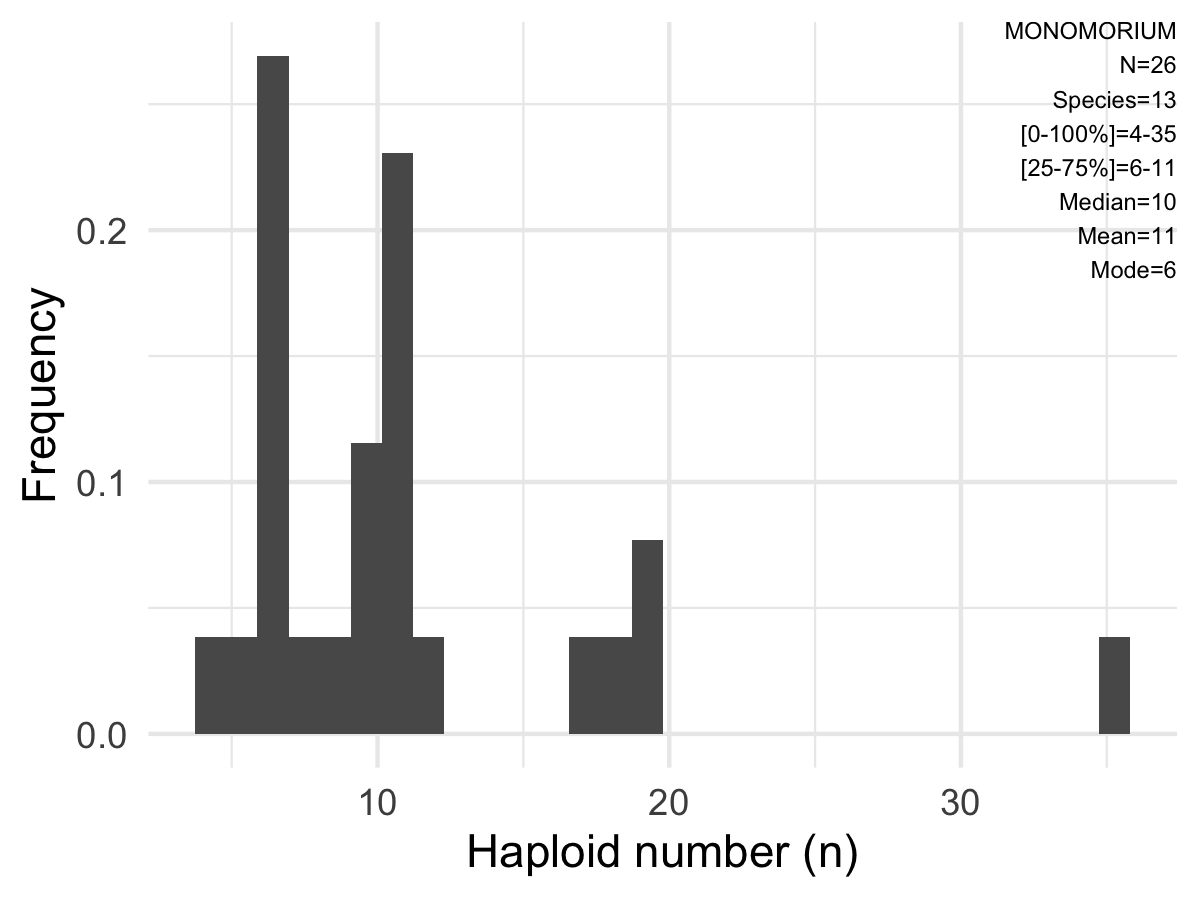 MONOMORIUM
N=26
Species=13
[0-100%]=4-35
[25-75%]=6-11
Median=10
Mean=11
Mode=6
Frequency
0.2
0.1
0.0
10 20 30
Haploid number (n)